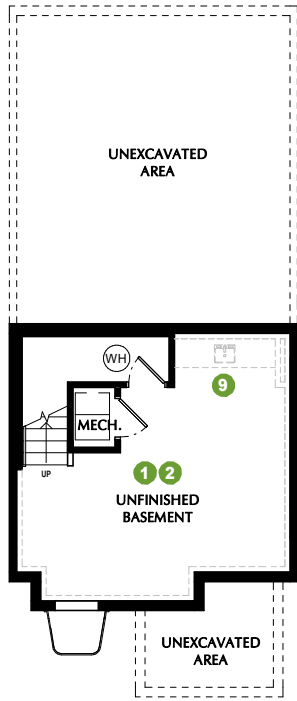 UNEXCAVATED
AREA
WH
9
MECH.
UP
1 2
UNFINISHED
BASEMENT
UNEXCAVATED
AREA